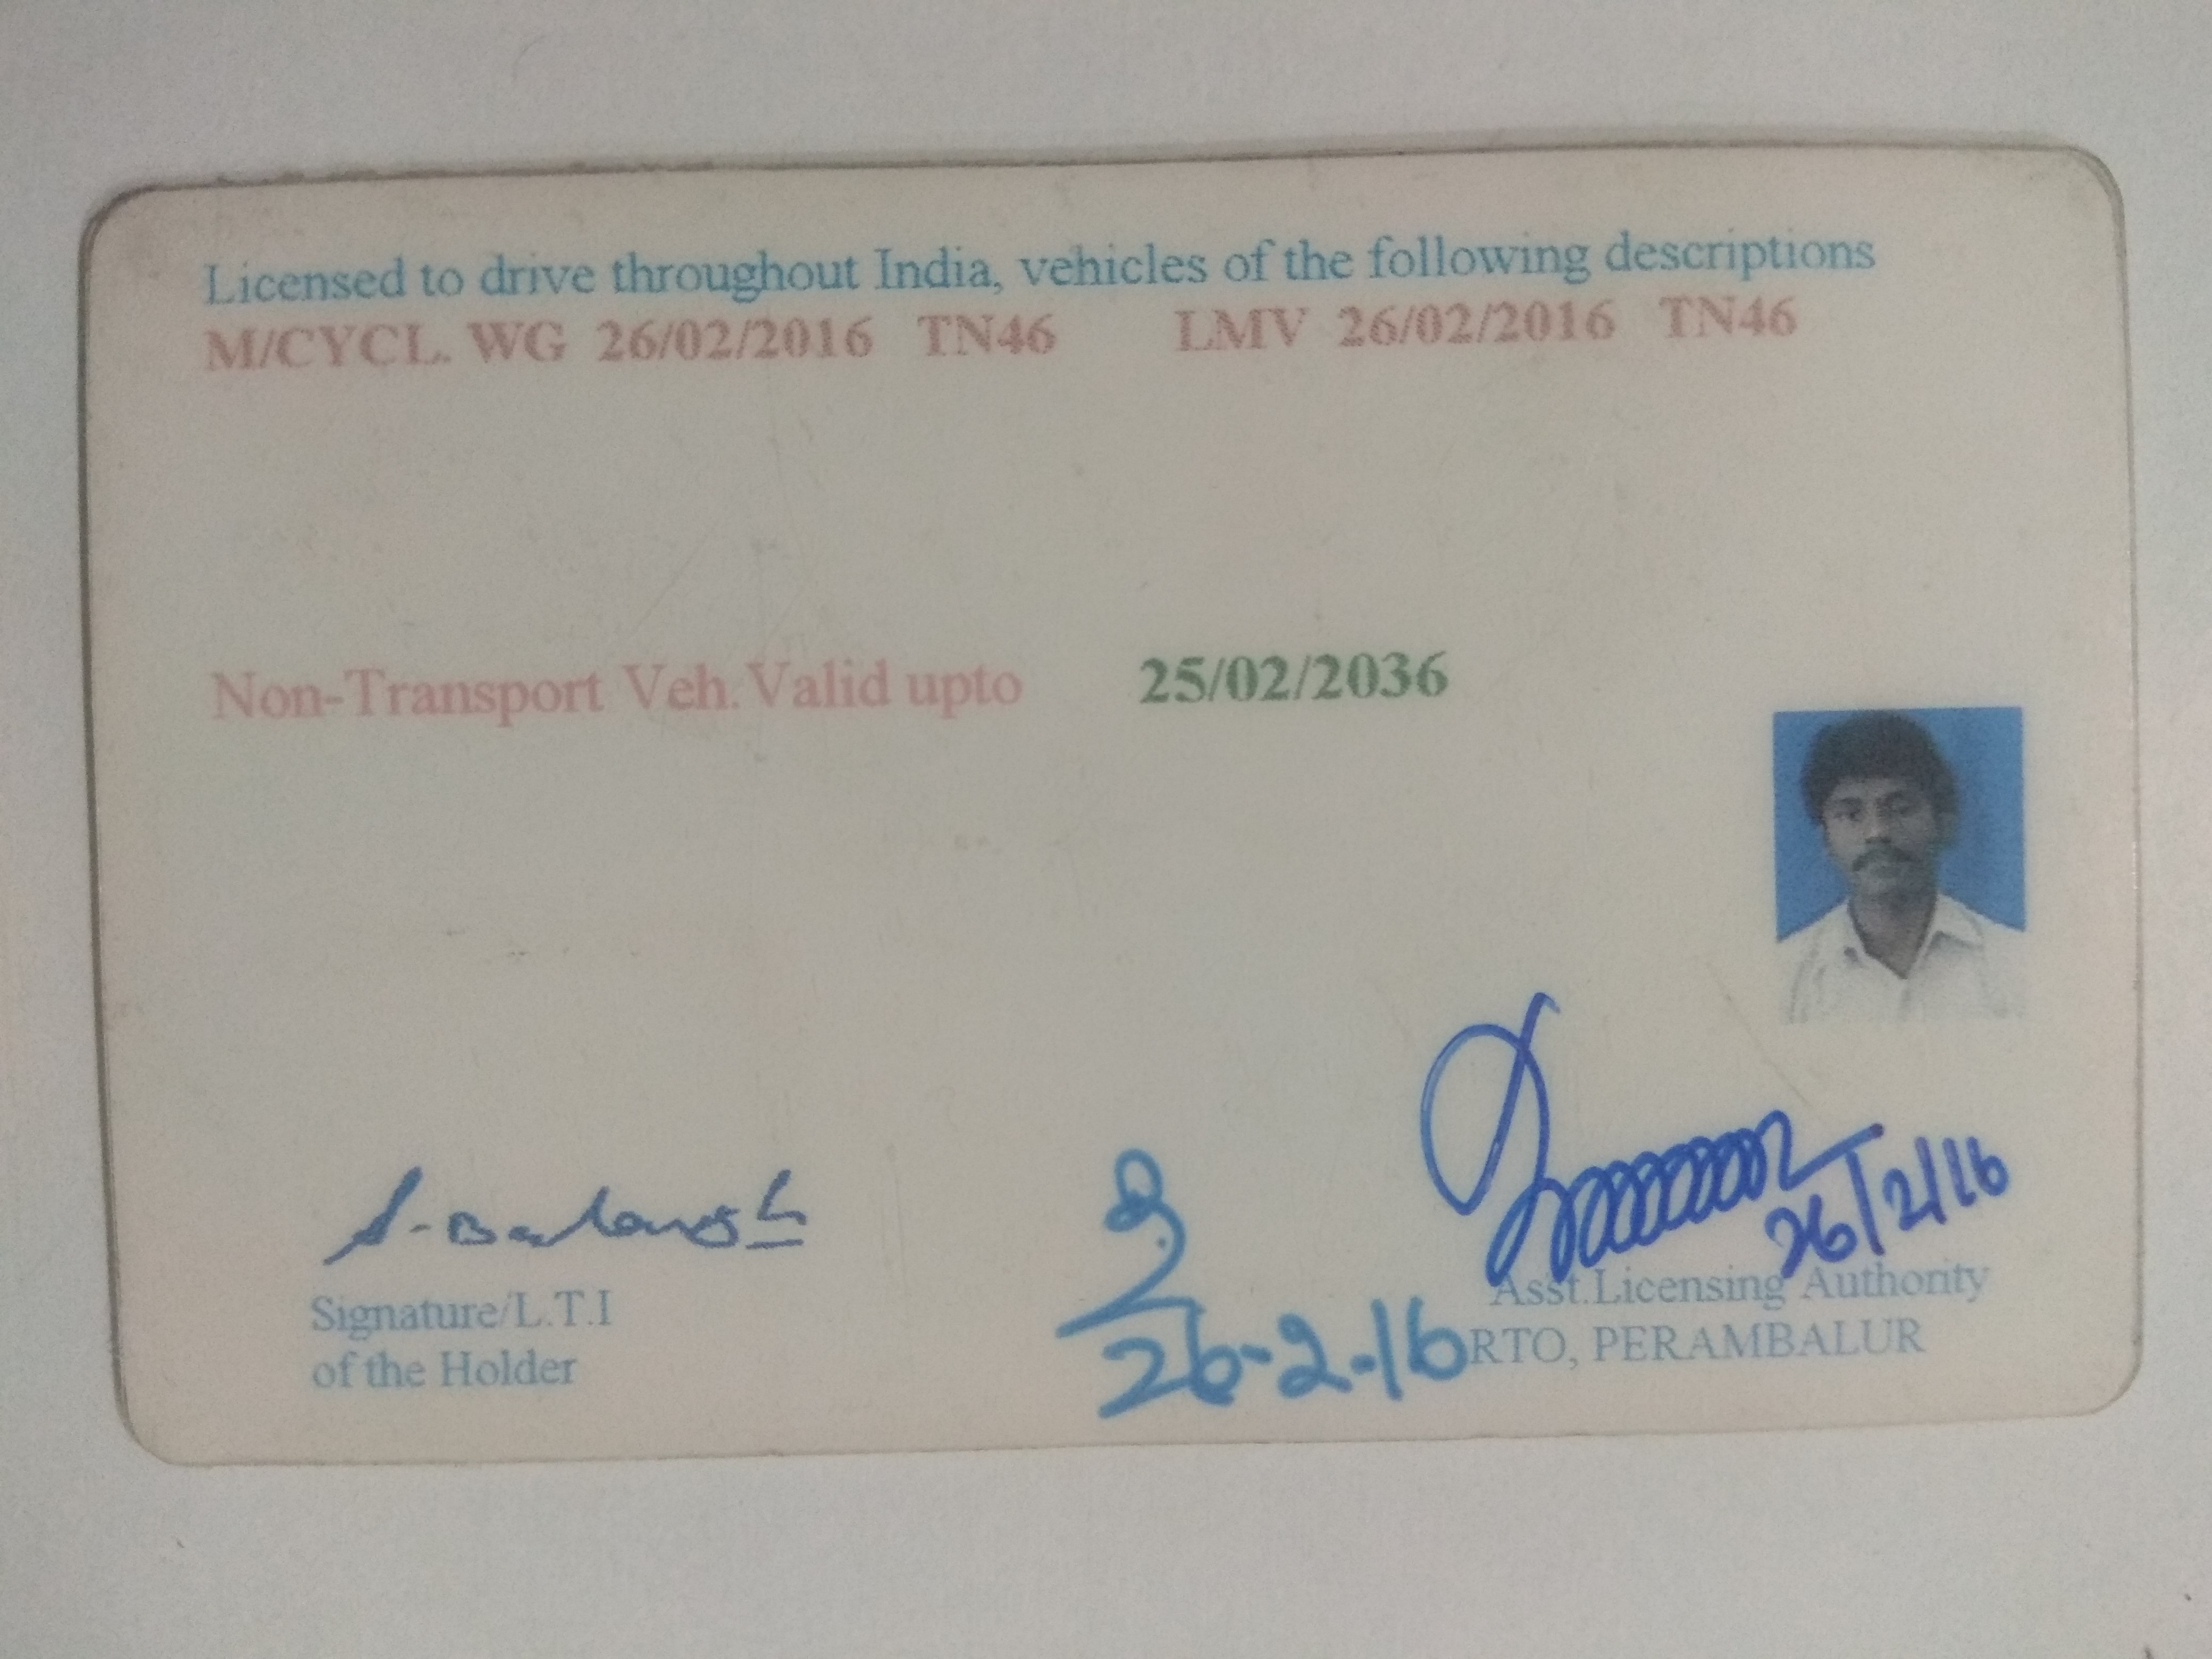 Licensed to drive throughout India, vehicles of the following descriptions
M/CYCL. WG 26/02/2016 TN46 LMV 26/02/2016 TN46
Non-Transport Veh. Valid upto 25/02/2036
26/2/16
Signature/L.T.I
of the Holder
26-2-16
Asst.Licensing Authority
RTO, PERAMBALUR